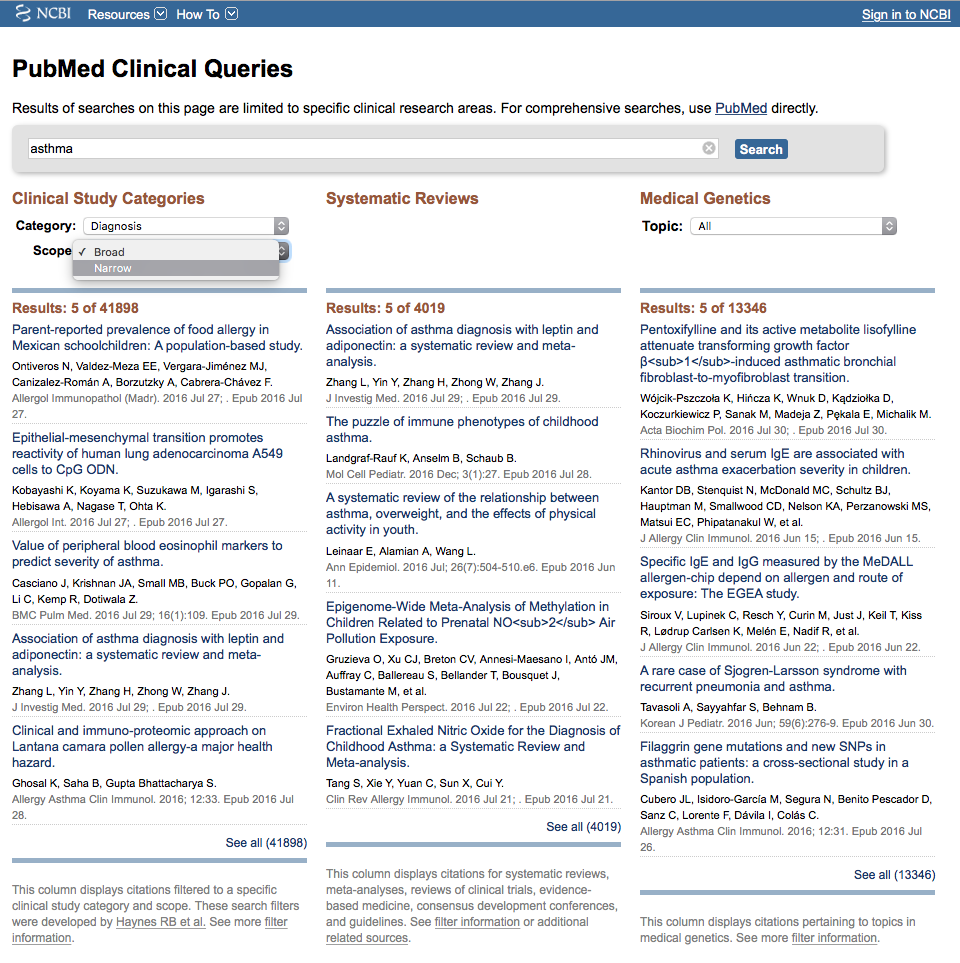 NCBI Resources How To Sign in to NCBI
PubMed Clinical Queries
Results of searches on this page are limited to specific clinical research areas. For comprehensive searches, use PubMed directly.
asthma Search
Clinical Study Categories
Category: Diagnosis
Scope
✓ Broad
Narrow
Results: 5 of 41898
Parent-reported prevalence of food allergy in
Mexican schoolchildren: A population-based study.
Ontiveros N, Valdez-Meza EE, Vergara-Jiménez MJ,
Canizalez-Román A, Borzutzky A, Cabrera-Chávez F.
Allergol Immunopathol (Madr). 2016 Jul 27; . Epub 2016 Jul
27.
Epithelial-mesenchymal transition promotes
reactivity of human lung adenocarcinoma A549
cells to CpG ODN.
Kobayashi K, Koyama K, Suzukawa M, Igarashi S,
Hebisawa A, Nagase T, Ohta K.
Allergol Int. 2016 Jul 27; . Epub 2016 Jul 27.
Value of peripheral blood eosinophil markers to
predict severity of asthma.
Casciano J, Krishnan JA, Small MB, Buck PO, Gopalan G,
Li C, Kemp R, Dotiwala Z.
BMC Pulm Med. 2016 Jul 29; 16(1):109. Epub 2016 Jul 29.
Association of asthma diagnosis with leptin and
adiponectin: a systematic review and meta-
analysis.
Zhang L, Yin Y, Zhang H, Zhong W, Zhang J.
J Investig Med. 2016 Jul 29; . Epub 2016 Jul 29.
Clinical and immuno-proteomic approach on
Lantana camara pollen allergy-a major health
hazard.
Ghosal K, Saha B, Gupta Bhattacharya S.
Allergy Asthma Clin Immunol. 2016; 12:33. Epub 2016 Jul
28.
See all (41898)
This column displays citations filtered to a specific
clinical study category and scope. These search filters
were developed by Haynes RB et al. See more filter
information.
Systematic Reviews
Results: 5 of 4019
Association of asthma diagnosis with leptin and
adiponectin: a systematic review and meta-
analysis.
Zhang L, Yin Y, Zhang H, Zhong W, Zhang J.
J Investig Med. 2016 Jul 29; . Epub 2016 Jul 29.
The puzzle of immune phenotypes of childhood
asthma.
Landgraf-Rauf K, Anselm B, Schaub B.
Mol Cell Pediatr. 2016 Dec; 3(1):27. Epub 2016 Jul 28.
A systematic review of the relationship between
asthma, overweight, and the effects of physical
activity in youth.
Leinaar E, Alamian A, Wang L.
Ann Epidemiol. 2016 Jul; 26(7):504-510.e6. Epub 2016 Jun
11.
Epigenome-Wide Meta-Analysis of Methylation in
Children Related to Prenatal NO<sub>2</sub> Air
Pollution Exposure.
Gruzieva O, Xu CJ, Breton CV, Annesi-Maesano I, Antó JM,
Auffray C, Ballereau S, Bellander T, Bousquet J,
Bustamante M, et al.
Environ Health Perspect. 2016 Jul 22; . Epub 2016 Jul 22.
Fractional Exhaled Nitric Oxide for the Diagnosis of
Childhood Asthma: a Systematic Review and
Meta-analysis.
Tang S, Xie Y, Yuan C, Sun X, Cui Y.
Clin Rev Allergy Immunol. 2016 Jul 21; . Epub 2016 Jul 21.
See all (4019)
This column displays citations for systematic reviews,
meta-analyses, reviews of clinical trials, evidence-
based medicine, consensus development conferences,
and guidelines. See filter information or additional
related sources.
Medical Genetics
Topic: All
Results: 5 of 13346
Pentoxifylline and its active metabolite lisofylline
attenuate transforming growth factor
β<sub>1</sub>-induced asthmatic bronchial
fibroblast-to-myofibroblast transition.
Wójcik-Pszczoła K, Hińcza K, Wnuk D, Kądziołka D,
Koczurkiewicz P, Sanak M, Madeja Z, Pękala E, Michalik M.
Acta Biochim Pol. 2016 Jul 30; . Epub 2016 Jul 30.
Rhinovirus and serum IgE are associated with
acute asthma exacerbation severity in children.
Kantor DB, Stenquist N, McDonald MC, Schultz BJ,
Hauptman M, Smallwood CD, Nelson KA, Perzanowski MS,
Matsui EC, Phipatanakul W, et al.
J Allergy Clin Immunol. 2016 Jun 15; . Epub 2016 Jun 15.
Specific IgE and IgG measured by the MeDALL
allergen-chip depend on allergen and route of
exposure: The EGEA study.
Siroux V, Lupinek C, Resch Y, Curin M, Just J, Keil T, Kiss
R, Lødrup Carlsen K, Melén E, Nadif R, et al.
J Allergy Clin Immunol. 2016 Jun 22; . Epub 2016 Jun 22.
A rare case of Sjogren-Larsson syndrome with
recurrent pneumonia and asthma.
Tavasoli A, Sayyahfar S, Behnam B.
Korean J Pediatr. 2016 Jun; 59(6):276-9. Epub 2016 Jun 30.
Filaggrin gene mutations and new SNPs in
asthmatic patients: a cross-sectional study in a
Spanish population.
Cubero JL, Isidoro-García M, Segura N, Benito Pescador D,
Sanz C, Lorente F, Dávila I, Colás C.
Allergy Asthma Clin Immunol. 2016; 12:31. Epub 2016 Jul
26.
See all (13346)
This column displays citations pertaining to topics in
medical genetics. See more filter information.